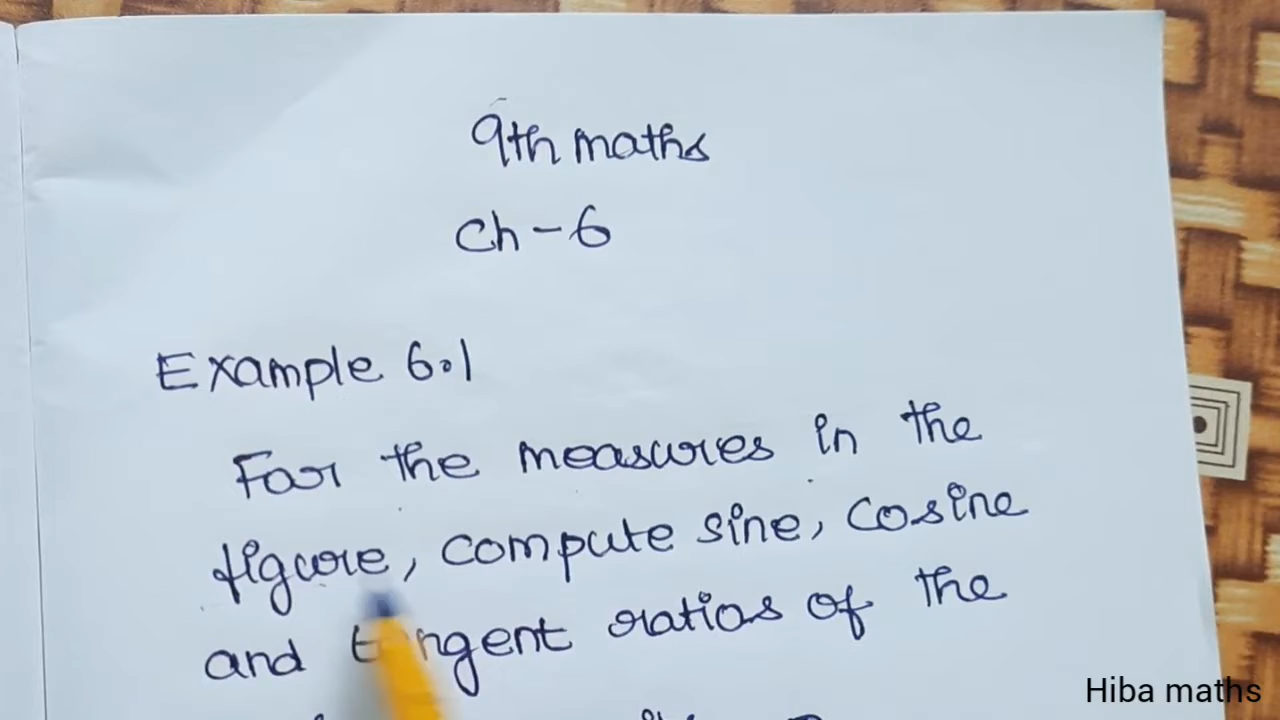 9th maths
Ch - 6
Example 6.1
For the measures in the
figure, compute sine, cosine
and tangent ratios of the
Hiba maths